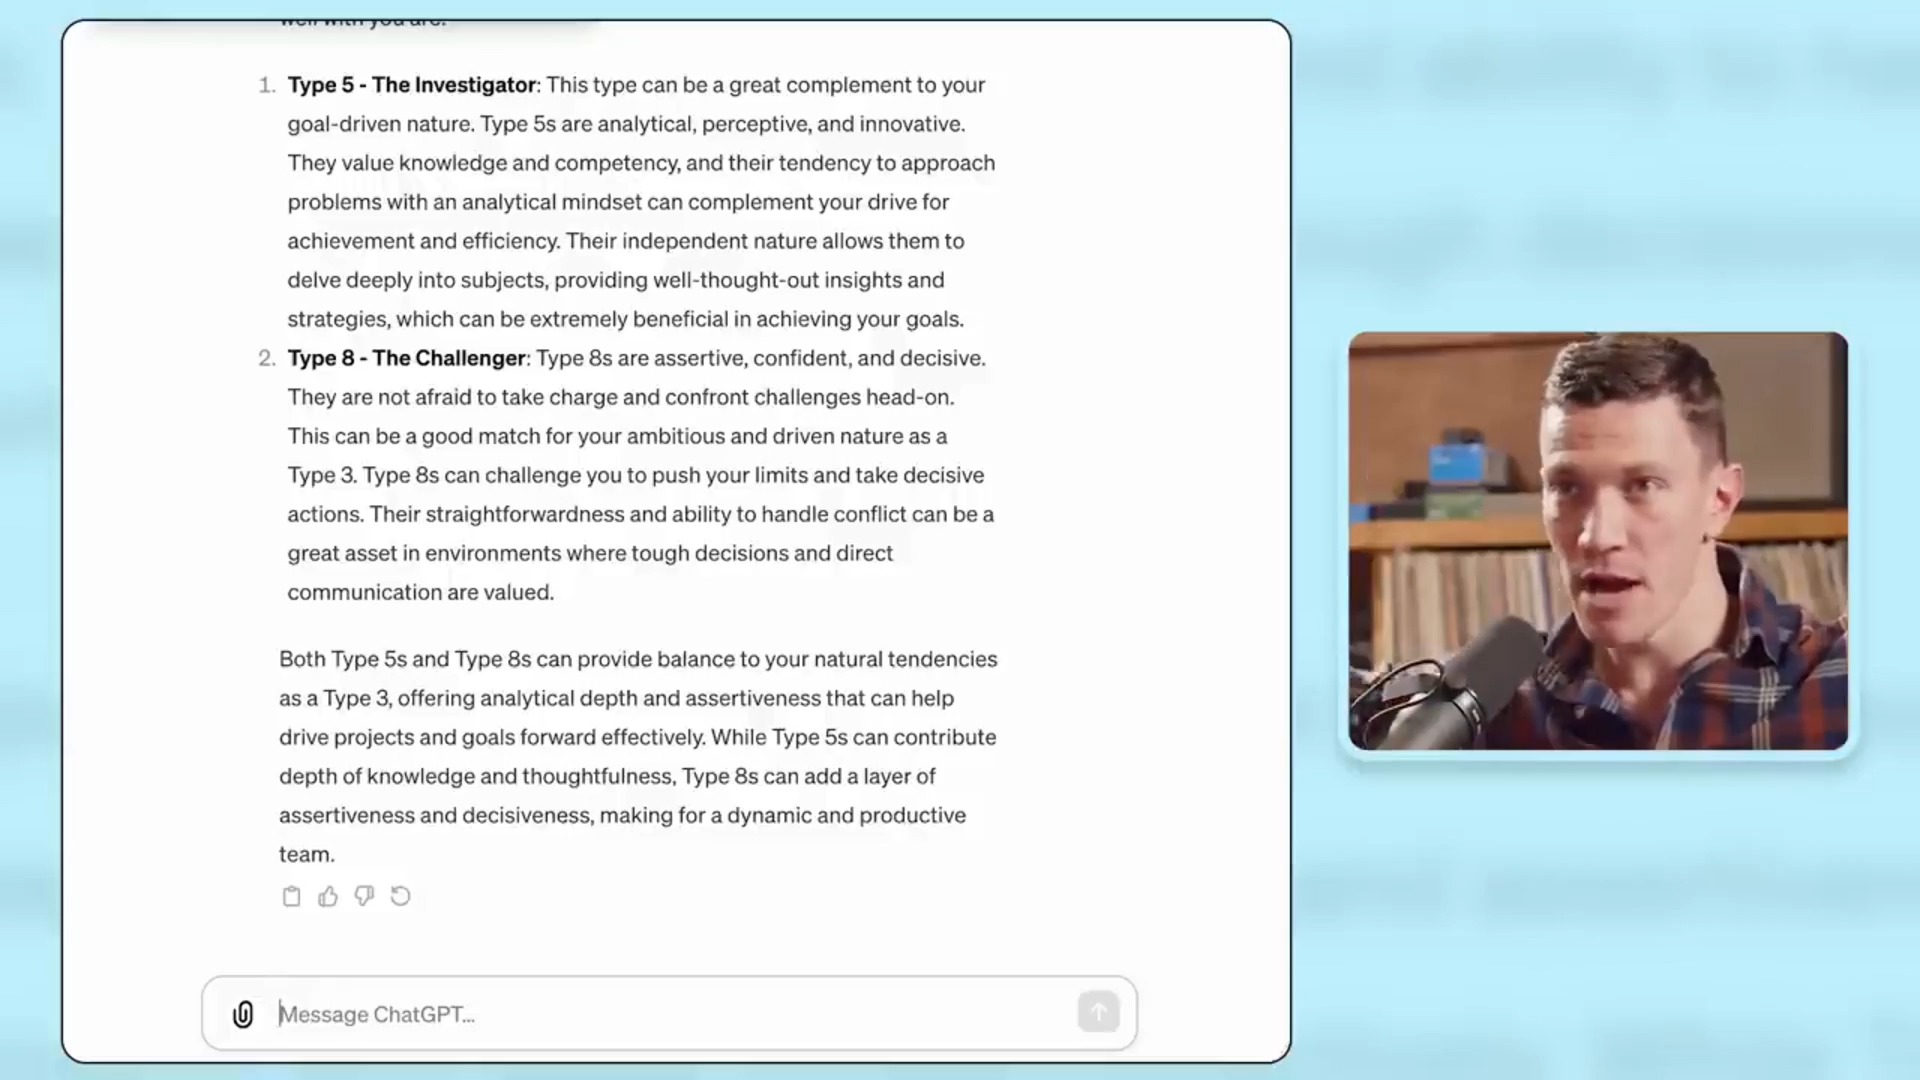 well with you are:
1. Type 5 - The Investigator: This type can be a great complement to your
goal-driven nature. Type 5s are analytical, perceptive, and innovative.
They value knowledge and competency, and their tendency to approach
problems with an analytical mindset can complement your drive for
achievement and efficiency. Their independent nature allows them to
delve deeply into subjects, providing well-thought-out insights and
strategies, which can be extremely beneficial in achieving your goals.
2. Type 8 - The Challenger: Type 8s are assertive, confident, and decisive.
They are not afraid to take charge and confront challenges head-on.
This can be a good match for your ambitious and driven nature as a
Type 3. Type 8s can challenge you to push your limits and take decisive
actions. Their straightforwardness and ability to handle conflict can be a
great asset in environments where tough decisions and direct
communication are valued.
Both Type 5s and Type 8s can provide balance to your natural tendencies
as a Type 3, offering analytical depth and assertiveness that can help
drive projects and goals forward effectively. While Type 5s can contribute
depth of knowledge and thoughtfulness, Type 8s can add a layer of
assertiveness and decisiveness, making for a dynamic and productive
team.
Message ChatGPT...